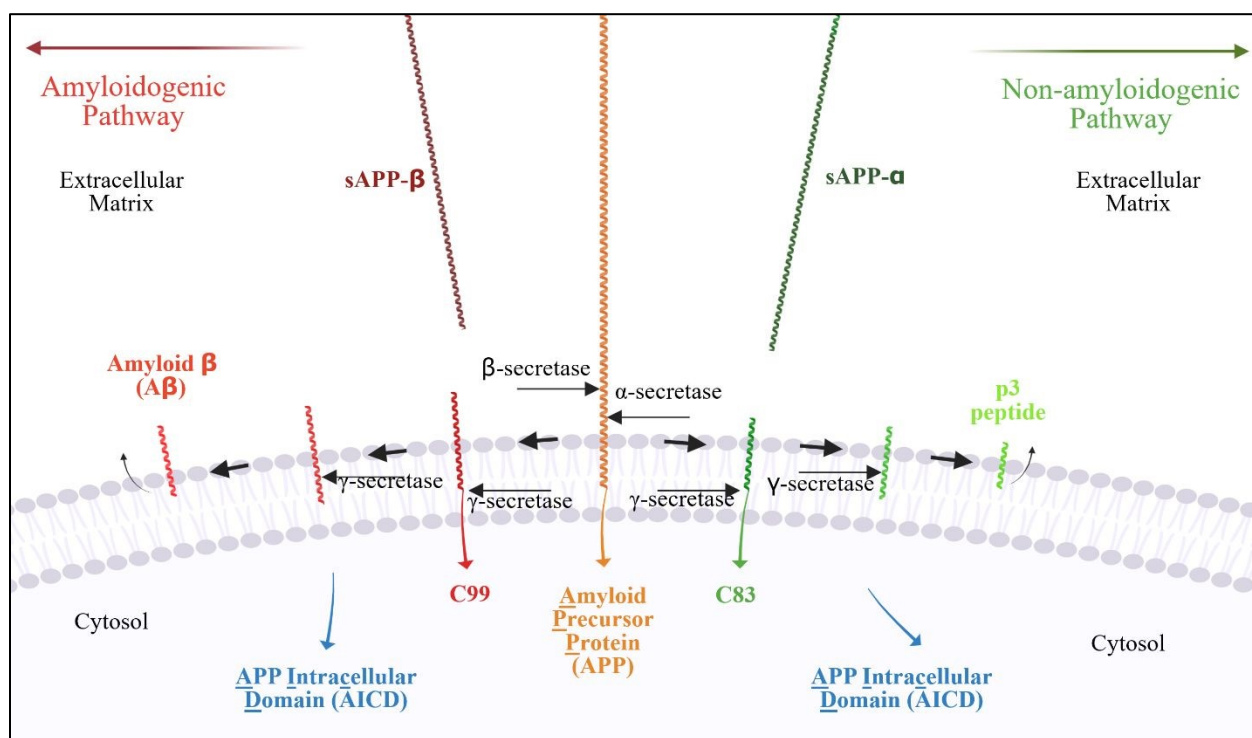 Amyloidogenic
Pathway
Extracellular
Matrix
sAPP-β
sAPP-α
Non-amyloidogenic
Pathway
Extracellular
Matrix
Amyloid β
(Aβ)
β-secretase
α-secretase
p3
peptide
γ-secretase
γ-secretase
γ-secretase
γ-secretase
C99
C83
Amyloid
Precursor
Protein
(APP)
Cytosol
Cytosol
APP Intracellular
Domain (AICD)
APP Intracellular
Domain (AICD)